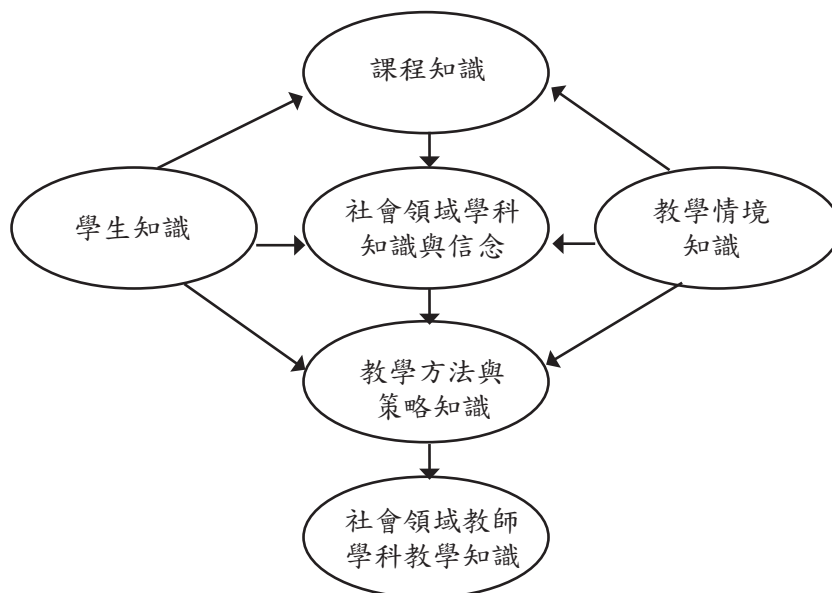 課程知識
學生知識
社會領域學科
知識與信念
教學情境
知識
教學方法與
策略知識
社會領域教師
學科教學知識